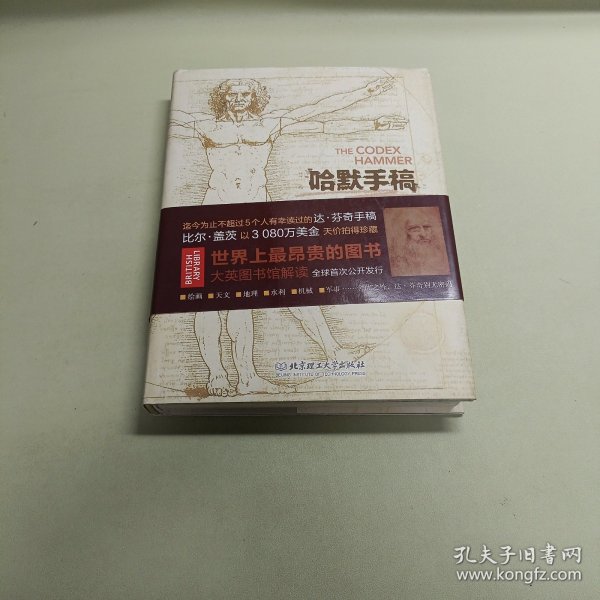 THE CODEX
HAMMER
哈默手稿
迄今为止不超过5个人有幸读过的达·芬奇手稿
比尔·盖茨以3 080万美金 天价拍得珍藏
BRITISH
LIBRARY
世界上最昂贵的图书
大英图书馆解读 全球首次公开发行
■绘画 ■天文 ■地理 ■水利 ■机械 ■军事
北京理工大学出版社
BEIJING INSTITUTE OF TECHNOLOGY PRESS
孔夫子旧书网
www.kongfz.com